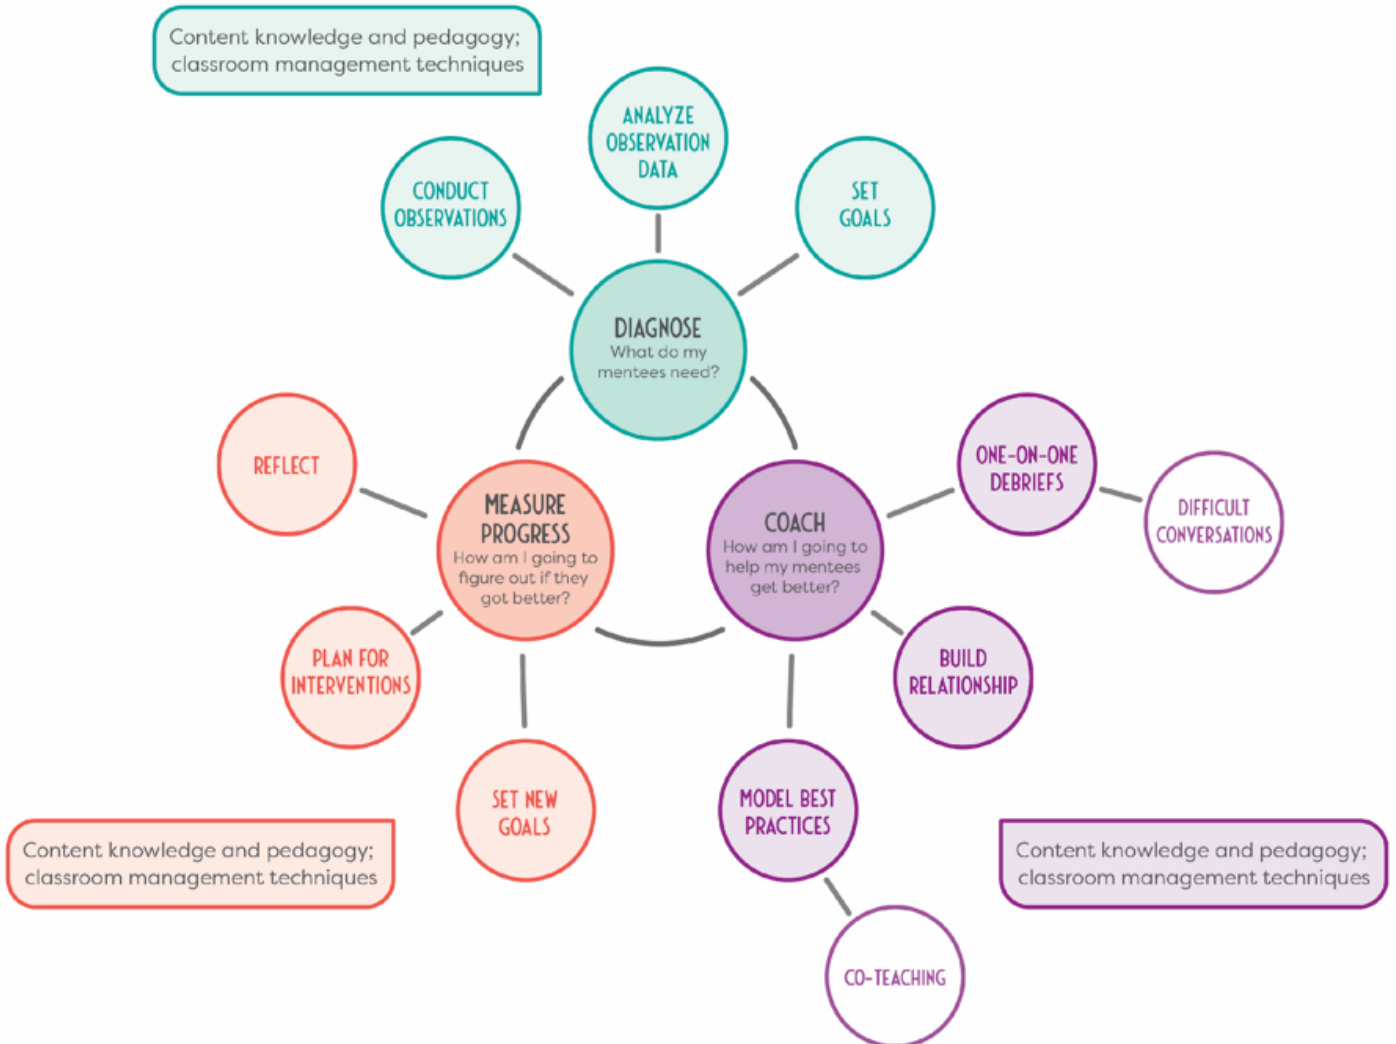 Content knowledge and pedagogy;
classroom management techniques
ANALYZE
OBSERVATION
DATA
CONDUCT
OBSERVATIONS
SET
GOALS
DIAGNOSE
What do my
mentees need?
REFLECT
MEASURE
PROGRESS
How am I going to
figure out if they
got better?
COACH
How am I going to
help my mentees
get better?
ONE-ON-ONE
DEBRIEFS
DIFFICULT
CONVERSATIONS
PLAN FOR
INTERVENTIONS
BUILD
RELATIONSHIP
SET NEW
GOALS
MODEL BEST
PRACTICES
Content knowledge and pedagogy;
classroom management techniques
Content knowledge and pedagogy;
classroom management techniques
CO-TEACHING